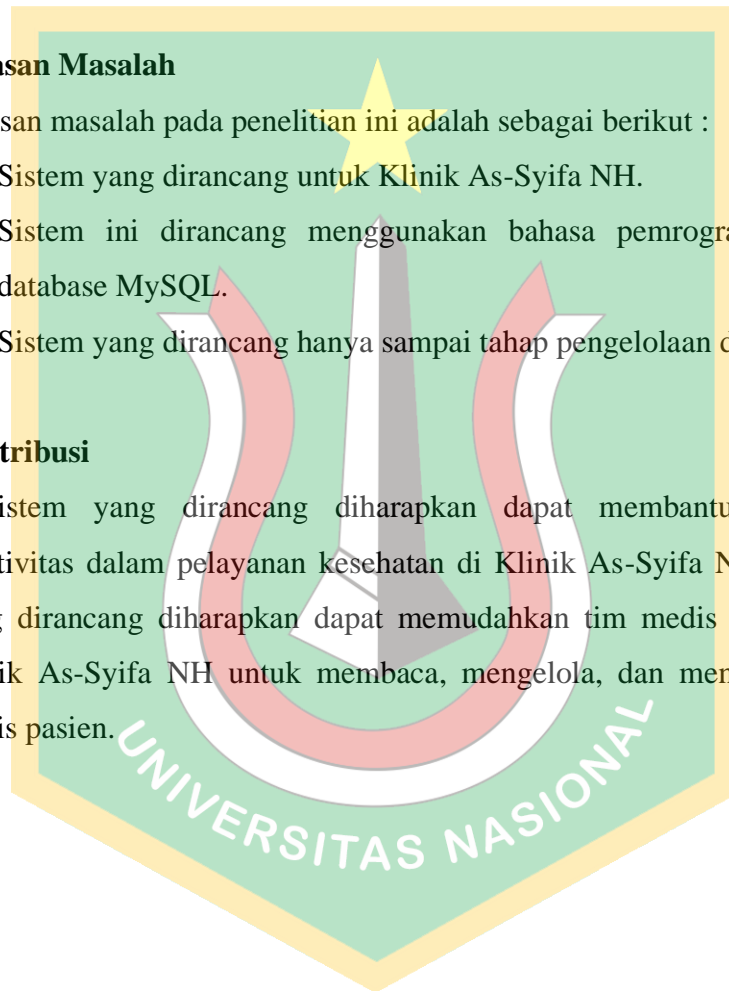 asan Masalah
san masalah pada penelitian ini adalah sebagai berikut :
Sistem yang dirancang untuk Klinik As-Syifa NH.
Sistem ini dirancang menggunakan bahasa pemrogra
database MySQL.
Sistem yang dirancang hanya sampai tahap pengelolaan d
tribusi
istem yang dirancang diharapkan dapat membantu
tivitas dalam pelayanan kesehatan di Klinik As-Syifa N
g dirancang diharapkan dapat memudahkan tim medis
ik As-Syifa NH untuk membaca, mengelola, dan men
is pasien.
UNIVERSITAS NASIONAL